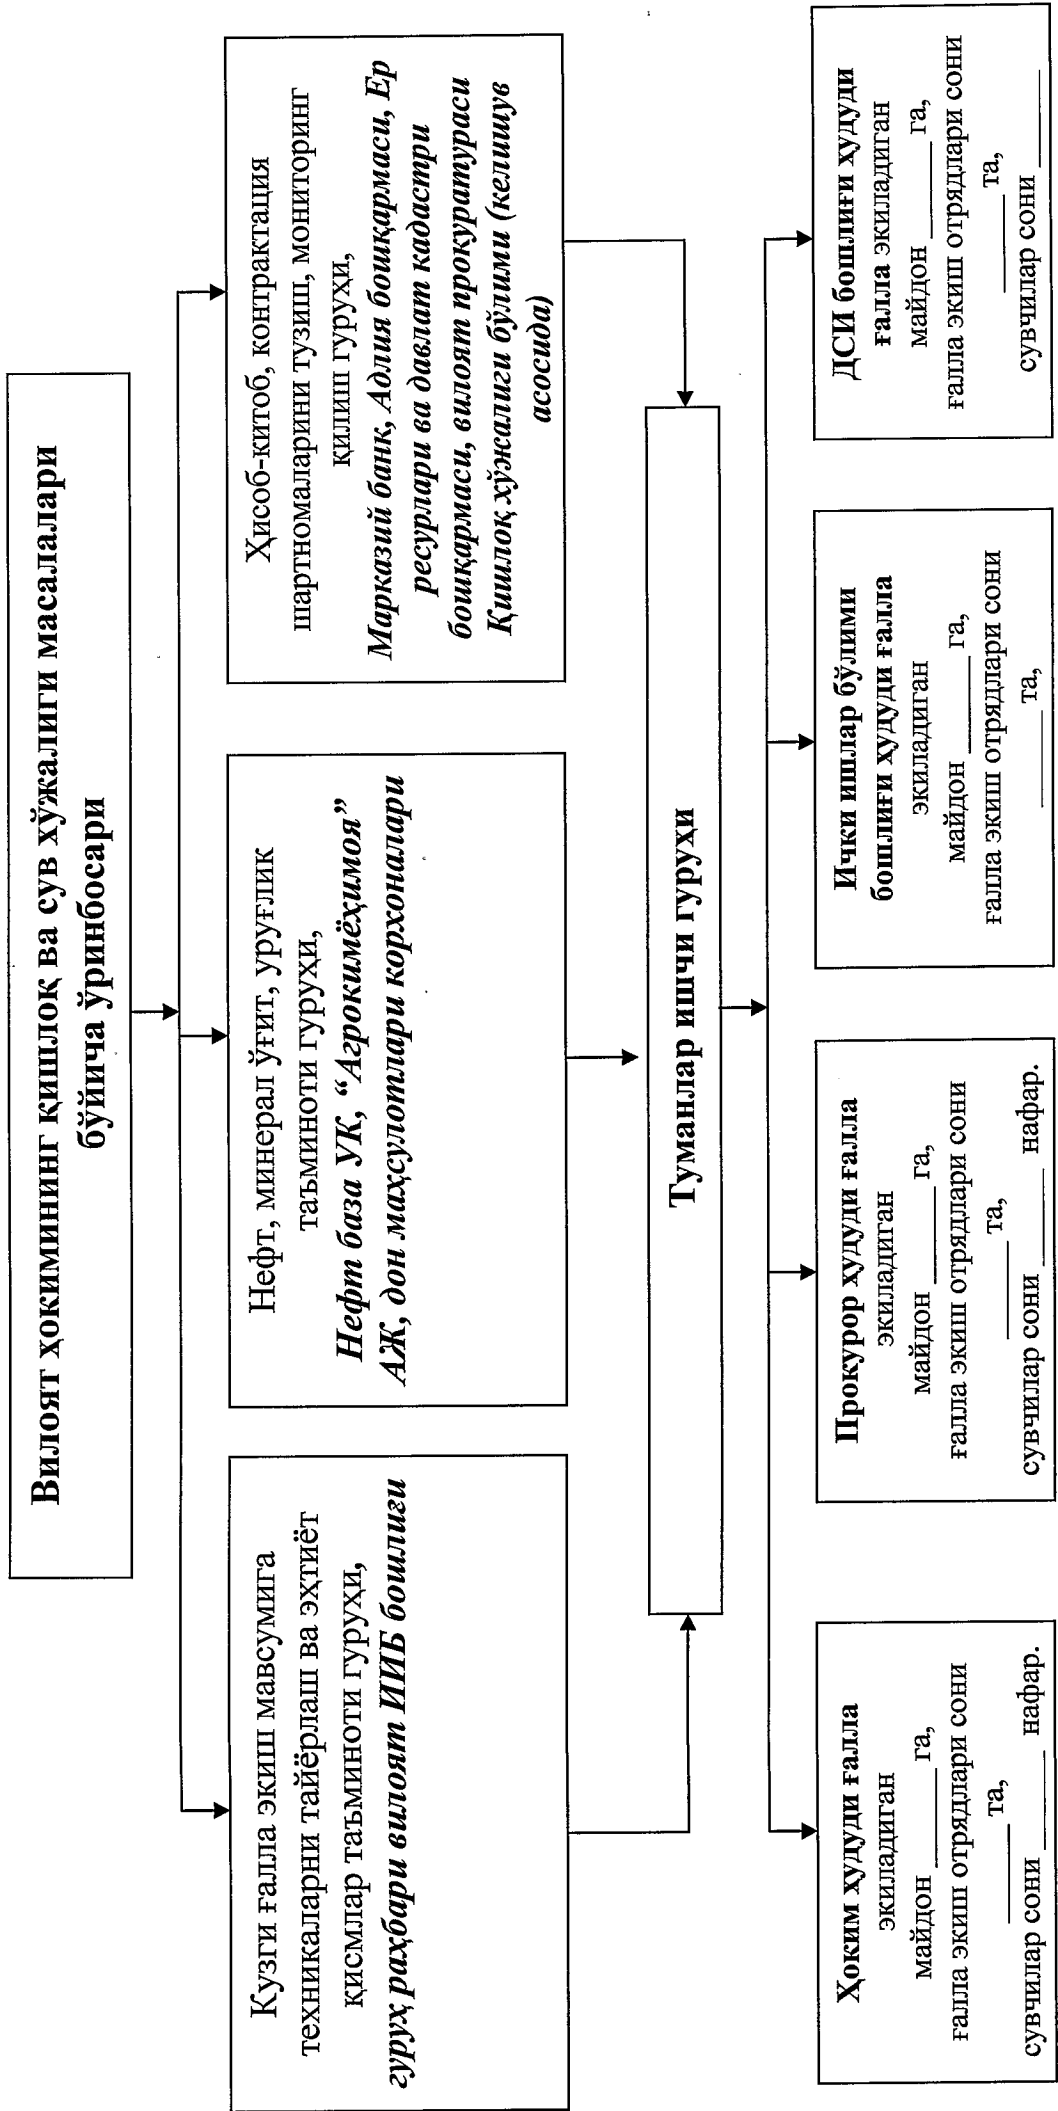 Вилоят ҳокимининг қишлоқ ва сув хўжалиги масалалари
бўйича ўринбосари
Кузги ғалла экиш мавсумига
техникаларни тайёрлаш ва эҳтиёт
қисмлар таъминоти гуруҳи,
гуруҳ раҳбари вилоят ИИБ бошлиғи
Нефт, минерал ўғит, уруғлик
таъминоти гуруҳи,
Нефт база УК, “Агрокимёҳимоя”
АЖ, дон маҳсулотлари корхоналари
Ҳисоб-китоб, контрактация
шартномаларини тузиш, мониторинг
қилиш гуруҳи,
Марказий банк, Адлия бошқармаси, Ер
ресурлари ва давлат кадастри
бошқармаси, вилоят прокуратураси
Қишлоқ хўжалиги бўлими (келишув
асосида)
Туманлар ишчи гуруҳи
Ҳоким ҳудуди ғалла
экиладиган
майдон ______ га,
ғалла экиш отрядлари сони
______ та,
сувчилар сони ______ нафар.
Прокурор ҳудуди ғалла
экиладиган
майдон ______ га,
ғалла экиш отрядлари сони
______ та,
сувчилар сони ______ нафар.
Ички ишлар бўлими
бошлиғи ҳудуди ғалла
экиладиган
майдон ______ га,
ғалла экиш отрядлари сони
______ та,
ДСИ бошлиғи ҳудуди
ғалла экиладиган
майдон ______ га,
ғалла экиш отрядлари сони
______ та,
сувчилар сони ______